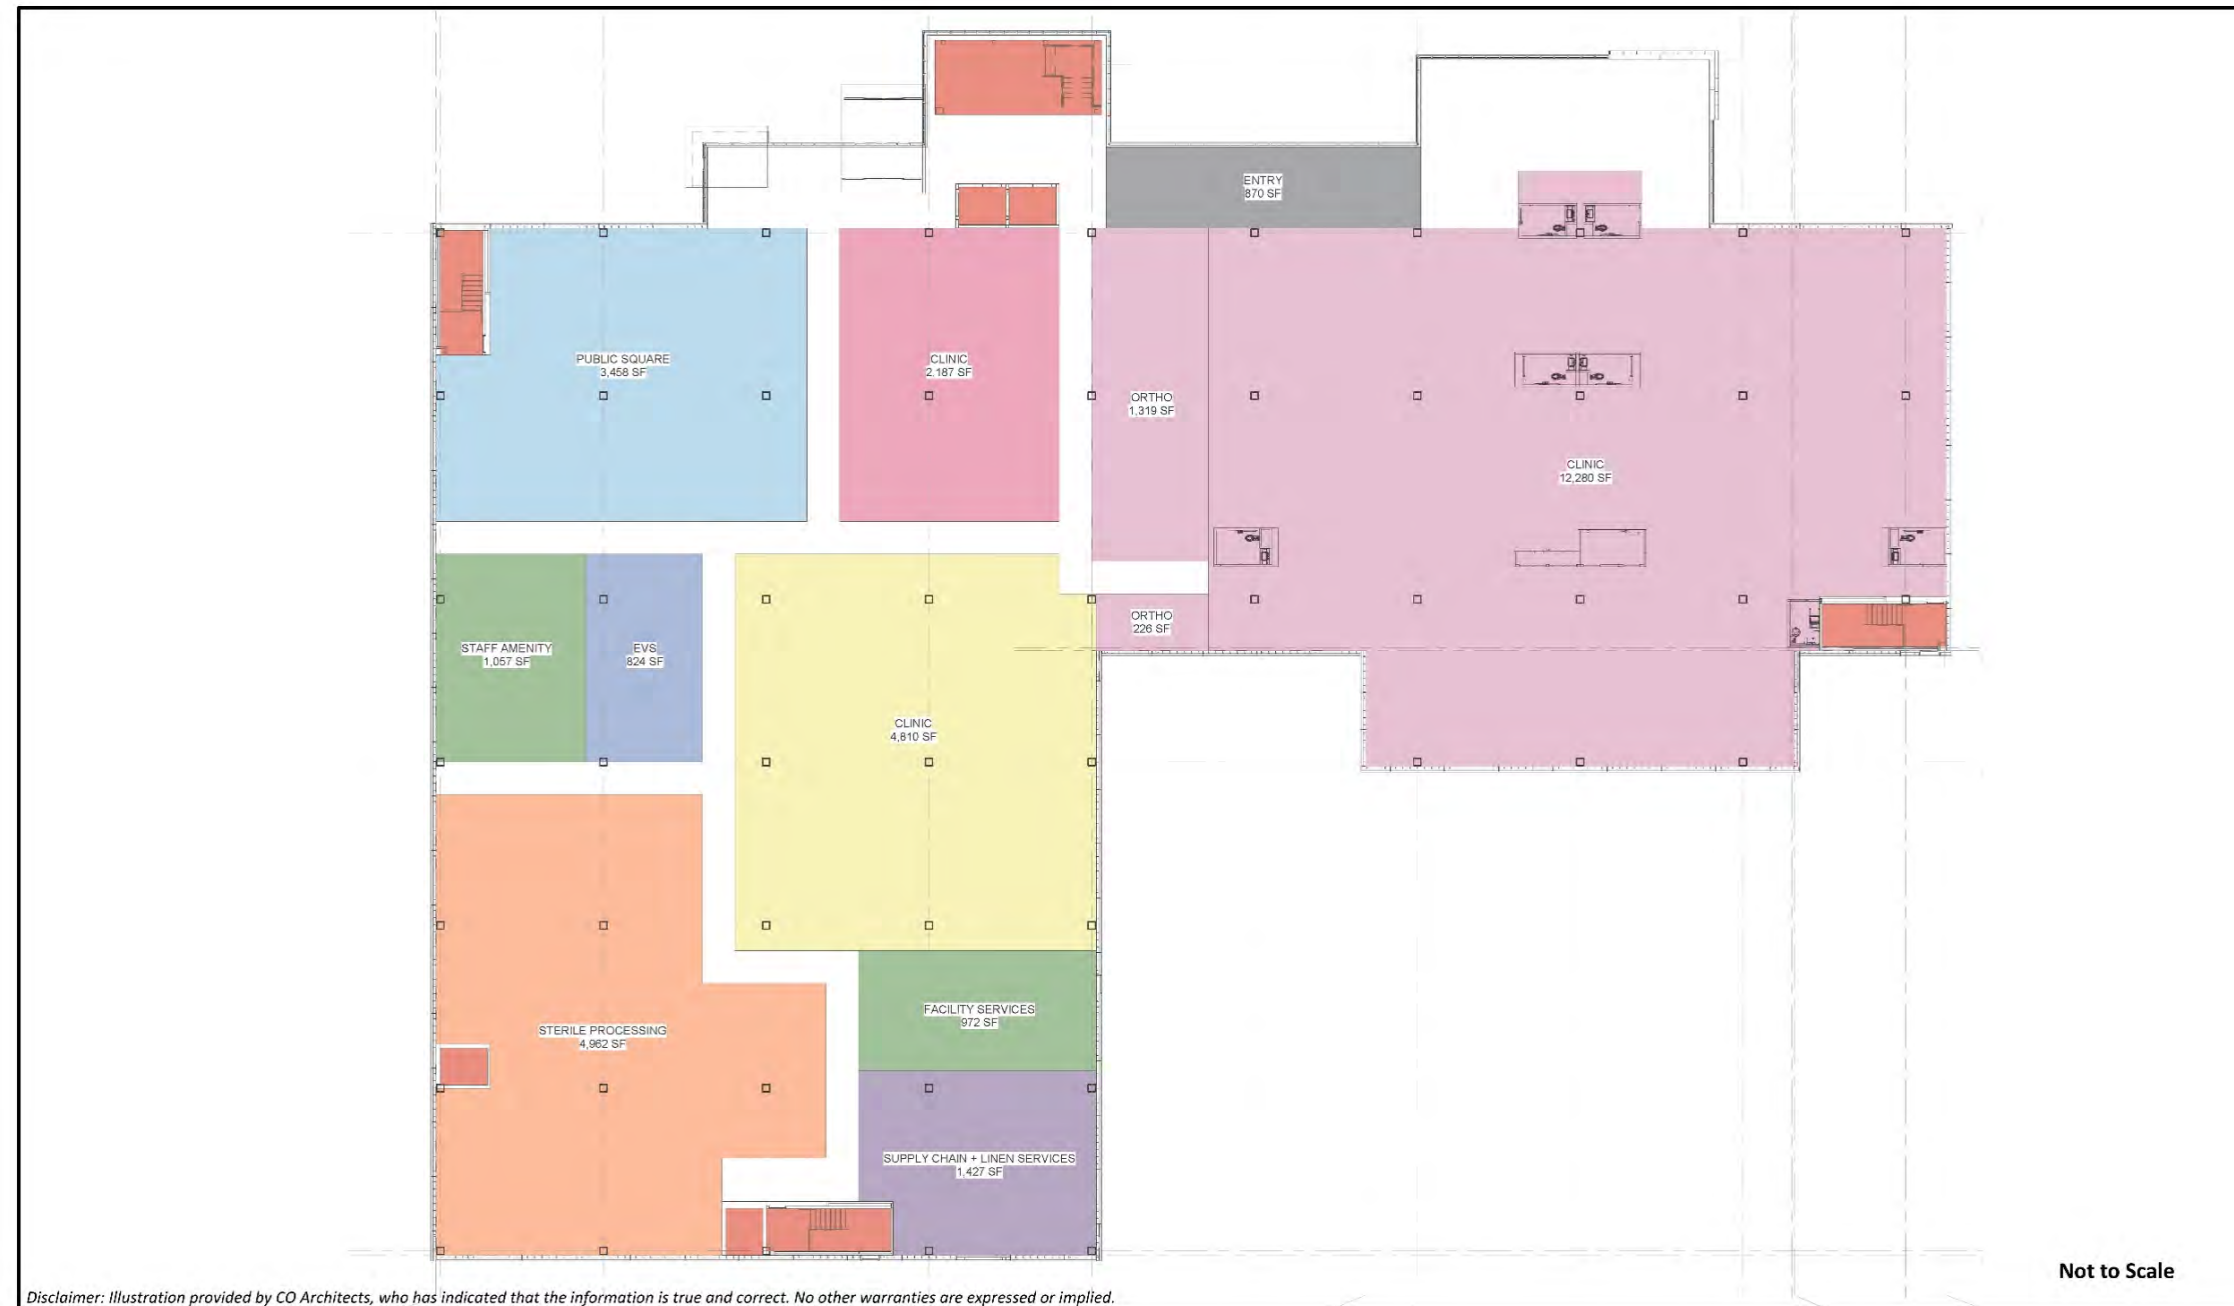 ENTRY
870 SF
PUBLIC SQUARE
3,458 SF
CLINIC
2,187 SF
ORTHO
1,319 SF
CLINIC
12,280 SF
ORTHO
226 SF
STAFF AMENITY
1,057 SF
EVS
824 SF
CLINIC
4,810 SF
FACILITY SERVICES
972 SF
STERILE PROCESSING
4,962 SF
SUPPLY CHAIN + LINEN SERVICES
1,427 SF
Not to Scale
Disclaimer: Illustration provided by CO Architects, who has indicated that the information is true and correct. No other warranties are expressed or implied.